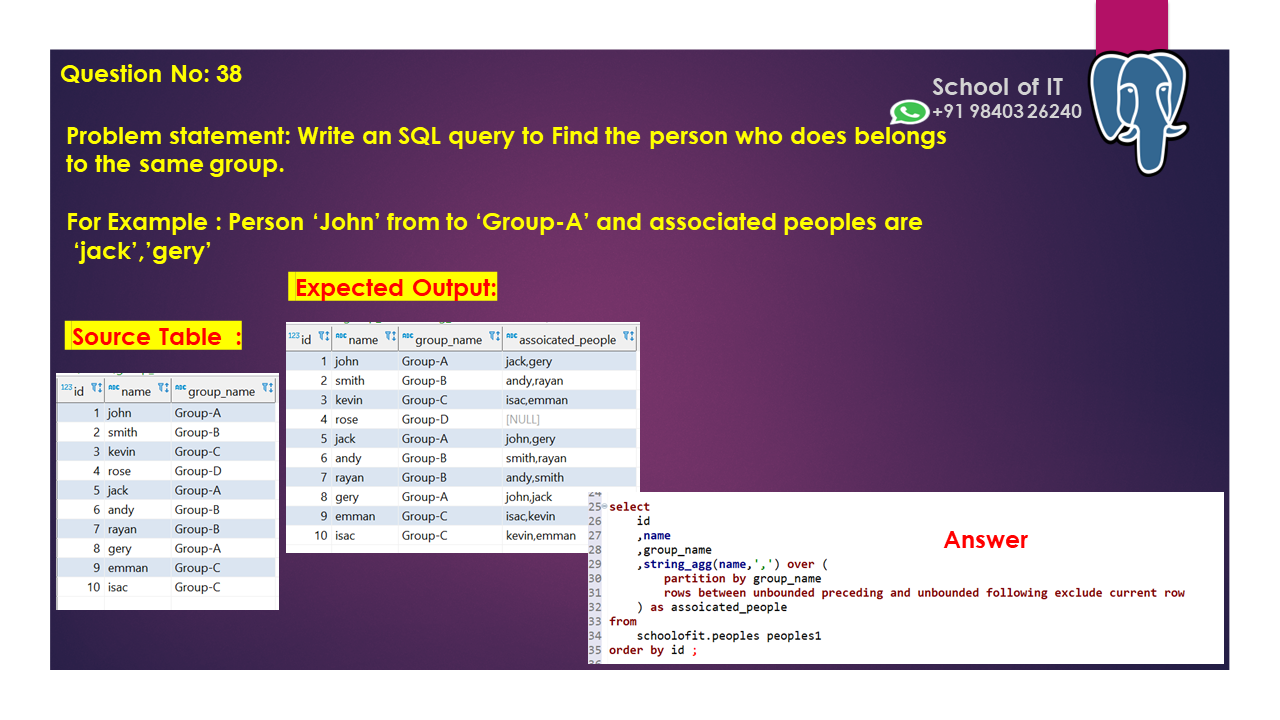 Question No: 38
School of IT
+91 98403 26240
Problem statement: Write an SQL query to Find the person who does belongs
to the same group.
For Example : Person ‘John’ from to ‘Group-A’ and associated peoples are
‘jack’,’gery’
Expected Output:
Source Table :
123 id ABC name ABC group_name ABC assoicated_people
1 john Group-A jack,gery
2 smith Group-B andy,rayan
3 kevin Group-C isac,emman
4 rose Group-D [NULL]
5 jack Group-A john,gery
6 andy Group-B smith,rayan
7 rayan Group-B andy,smith
8 gery Group-A john,jack
9 emman Group-C isac,kevin
10 isac Group-C kevin,emman
123 id ABC name ABC group_name
1 john Group-A
2 smith Group-B
3 kevin Group-C
4 rose Group-D
5 jack Group-A
6 andy Group-B
7 rayan Group-B
8 gery Group-A
9 emman Group-C
10 isac Group-C
Answer
24
25 select
26 id
27 ,name
28 ,group_name
29 ,string_agg(name,',') over (
30 partition by group_name
31 rows between unbounded preceding and unbounded following exclude current row
32 ) as assoicated_people
33 from
34 schoolofit.peoples peoples1
35 order by id ;